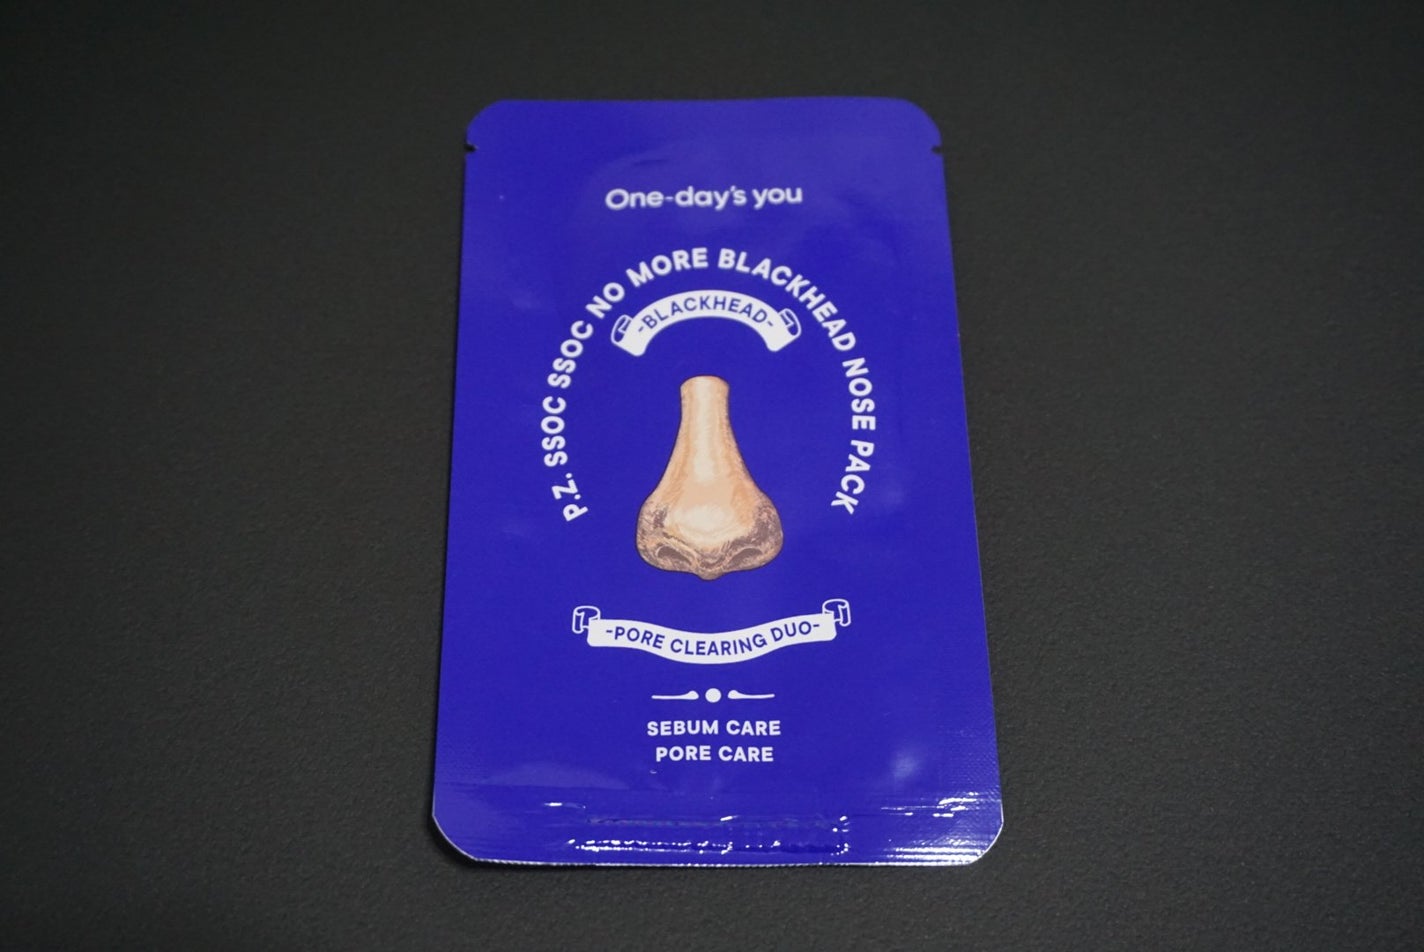 One-day's you
P.Z. SSOC SSOC NO MORE BLACKHEAD NOSE PACK
-BLACKHEAD-
-PORE CLEARING DUO-
SEBUM CARE
PORE CARE